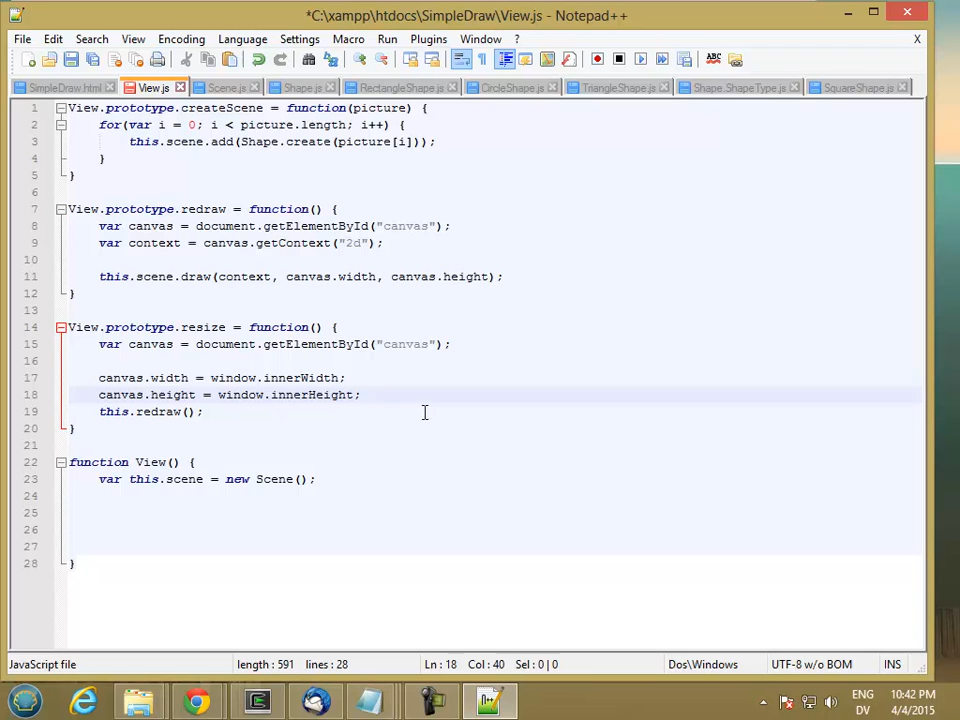 *C:\xampp\htdocs\SimpleDraw\View.js - Notepad++
File Edit Search View Encoding Language Settings Macro Run Plugins Window ? X
SimpleDraw.html View.js Scene.js Shape.js RectangleShape.js CircleShape.js TriangleShape.js Shape.ShapeType.js SquareShape.js
1 View.prototype.createScene = function(picture) {
2 for(var i = 0; i < picture.length; i++) {
3 this.scene.add(Shape.create(picture[i]));
4 }
5 }
6
7 View.prototype.redraw = function() {
8 var canvas = document.getElementById("canvas");
9 var context = canvas.getContext("2d");
10
11 this.scene.draw(context, canvas.width, canvas.height);
12 }
13
14 View.prototype.resize = function() {
15 var canvas = document.getElementById("canvas");
16
17 canvas.width = window.innerWidth;
18 canvas.height = window.innerHeight;
19 this.redraw();
20 }
21
22 function View() {
23 var this.scene = new Scene();
24
25
26
27
28 }
JavaScript file length : 591 lines : 28 Ln : 18 Col : 40 Sel : 0 | 0 Dos\Windows UTF-8 w/o BOM INS
ENG 10:42 PM
DV 4/4/2015